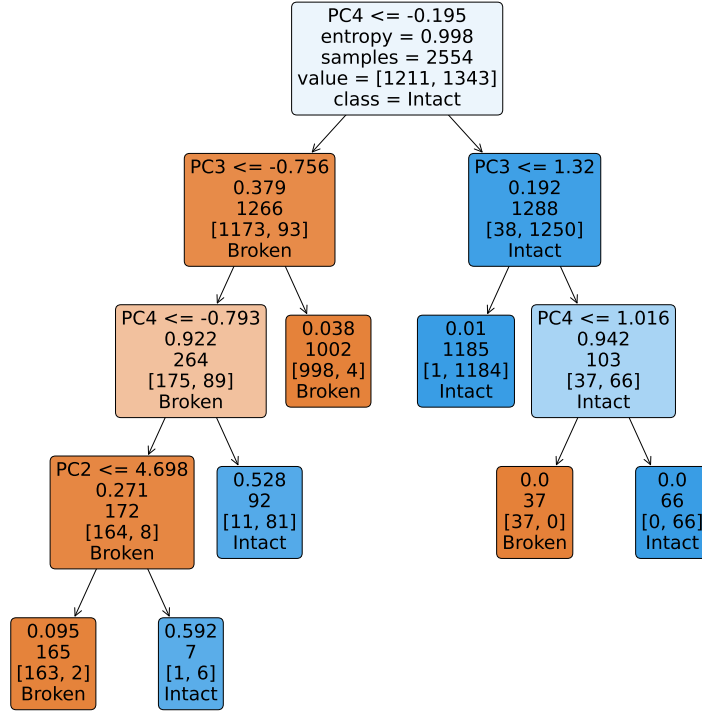 PC4 <= -0.195
entropy = 0.998
samples = 2554
value = [1211, 1343]
class = Intact
PC3 <= -0.756
0.379
1266
[1173, 93]
Broken
PC3 <= 1.32
0.192
1288
[38, 1250]
Intact
PC4 <= -0.793
0.922
264
[175, 89]
Broken
0.038
1002
[998, 4]
Broken
0.01
1185
[1, 1184]
Intact
PC4 <= 1.016
0.942
103
[37, 66]
Intact
PC2 <= 4.698
0.271
172
[164, 8]
Broken
0.528
92
[11, 81]
Intact
0.0
37
[37, 0]
Broken
0.0
66
[0, 66]
Intact
0.095
165
[163, 2]
Broken
0.592
7
[1, 6]
Intact